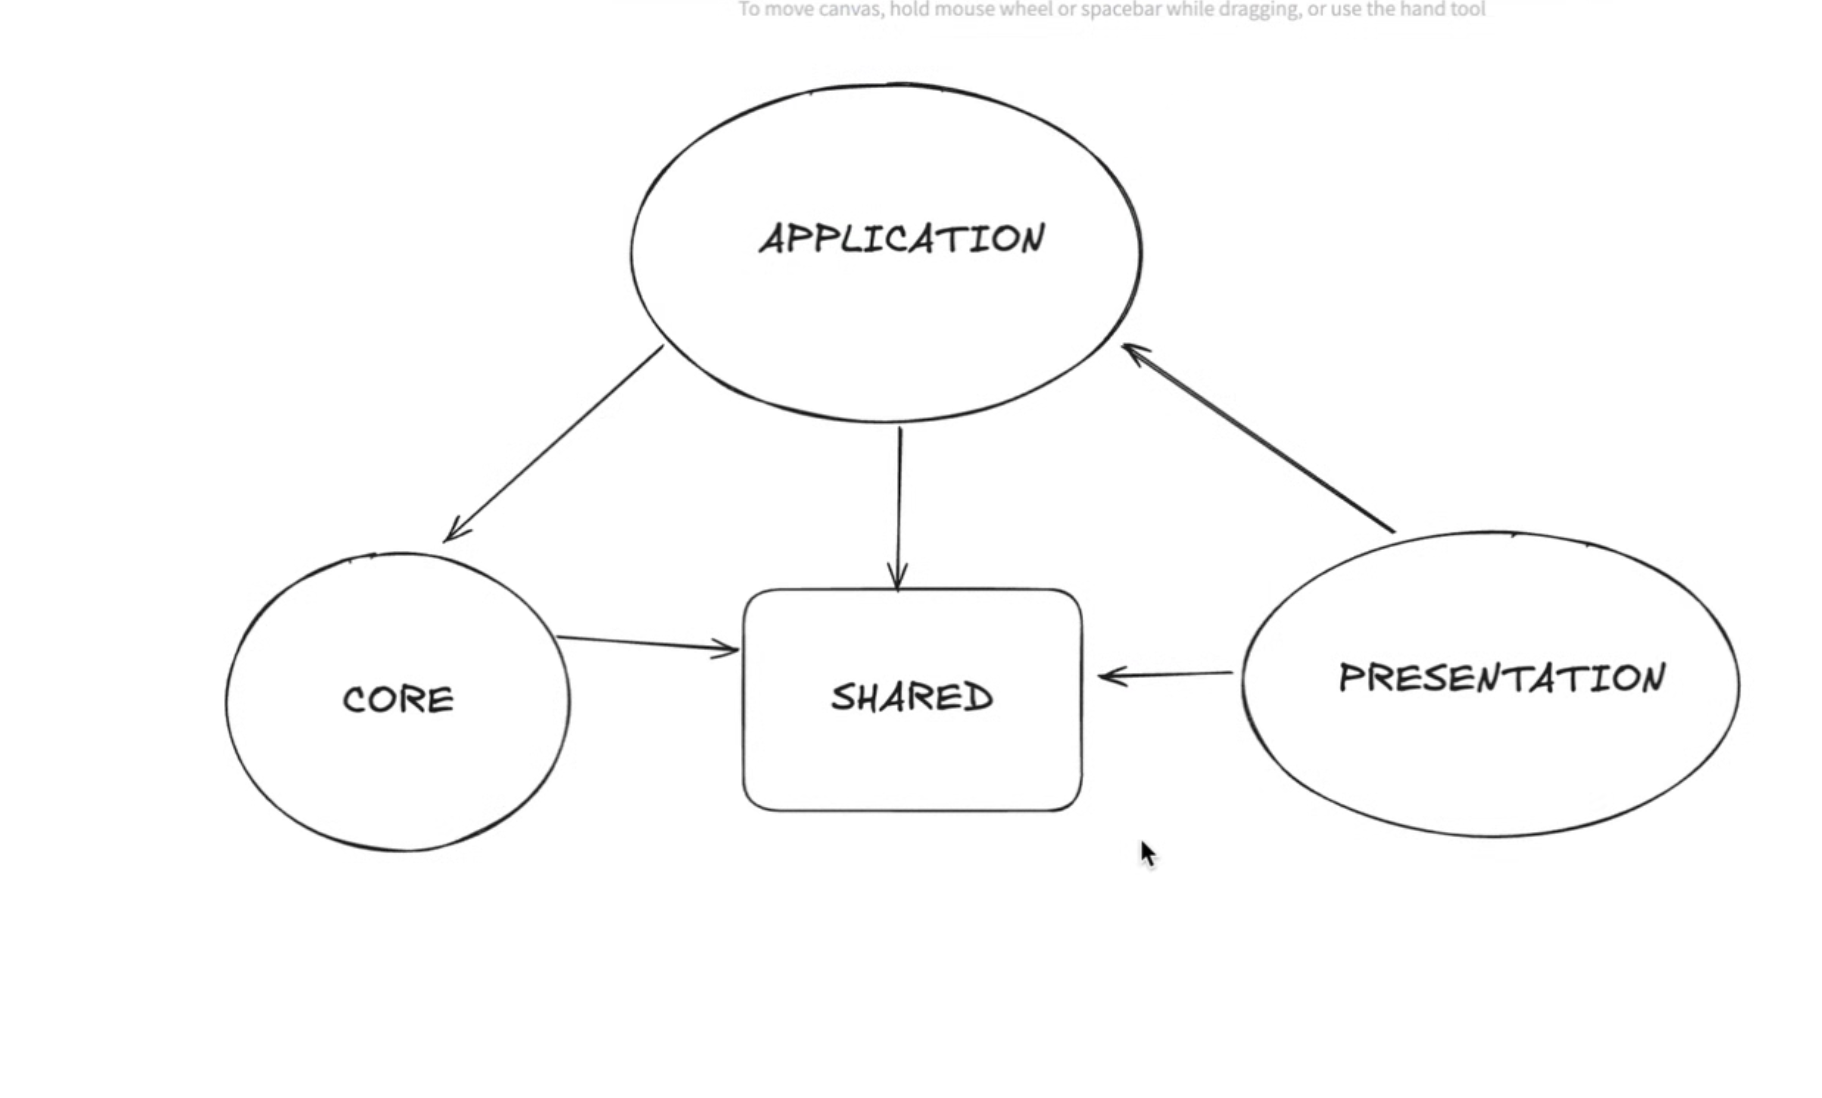 To move canvas, hold mouse wheel or spacebar while dragging, or use the hand tool
APPLICATION
CORE
SHARED
PRESENTATION